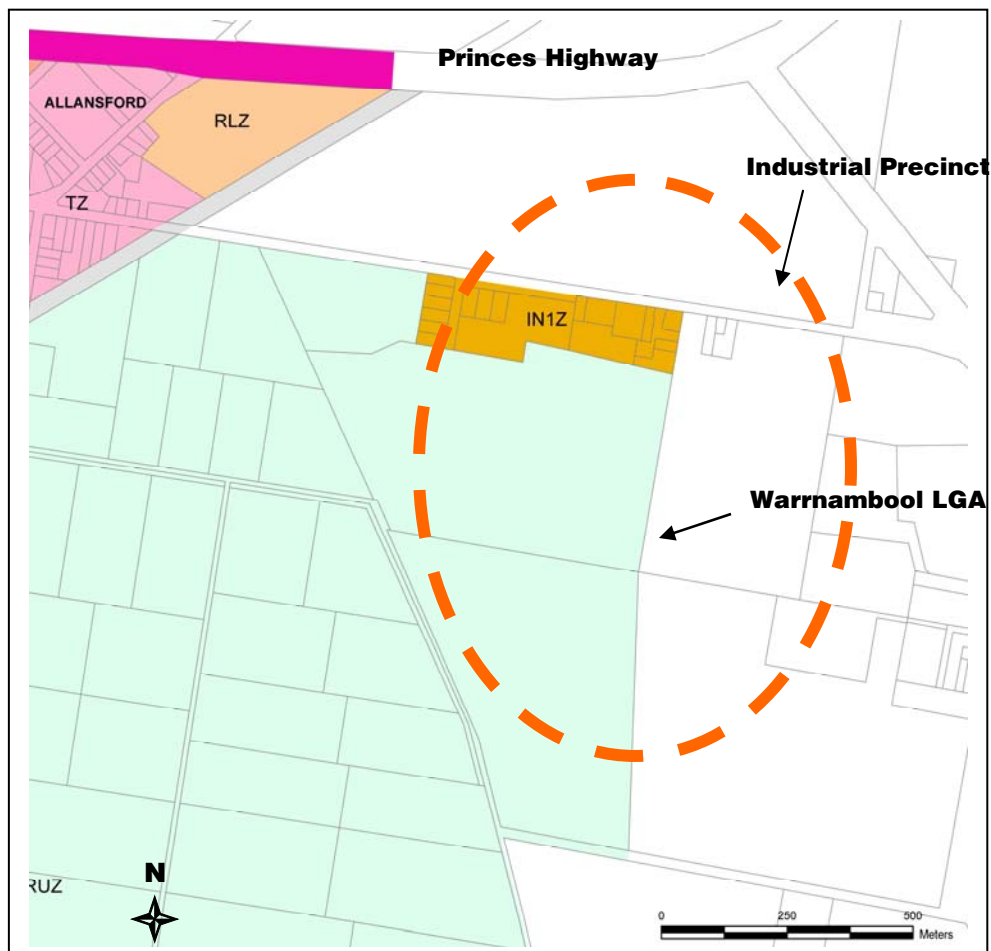 Princes Highway
ALLANSFORD
RLZ
Industrial Precinct
TZ
IN1Z
Warrnambool LGA
N
RUZ
0 250 500
Meters